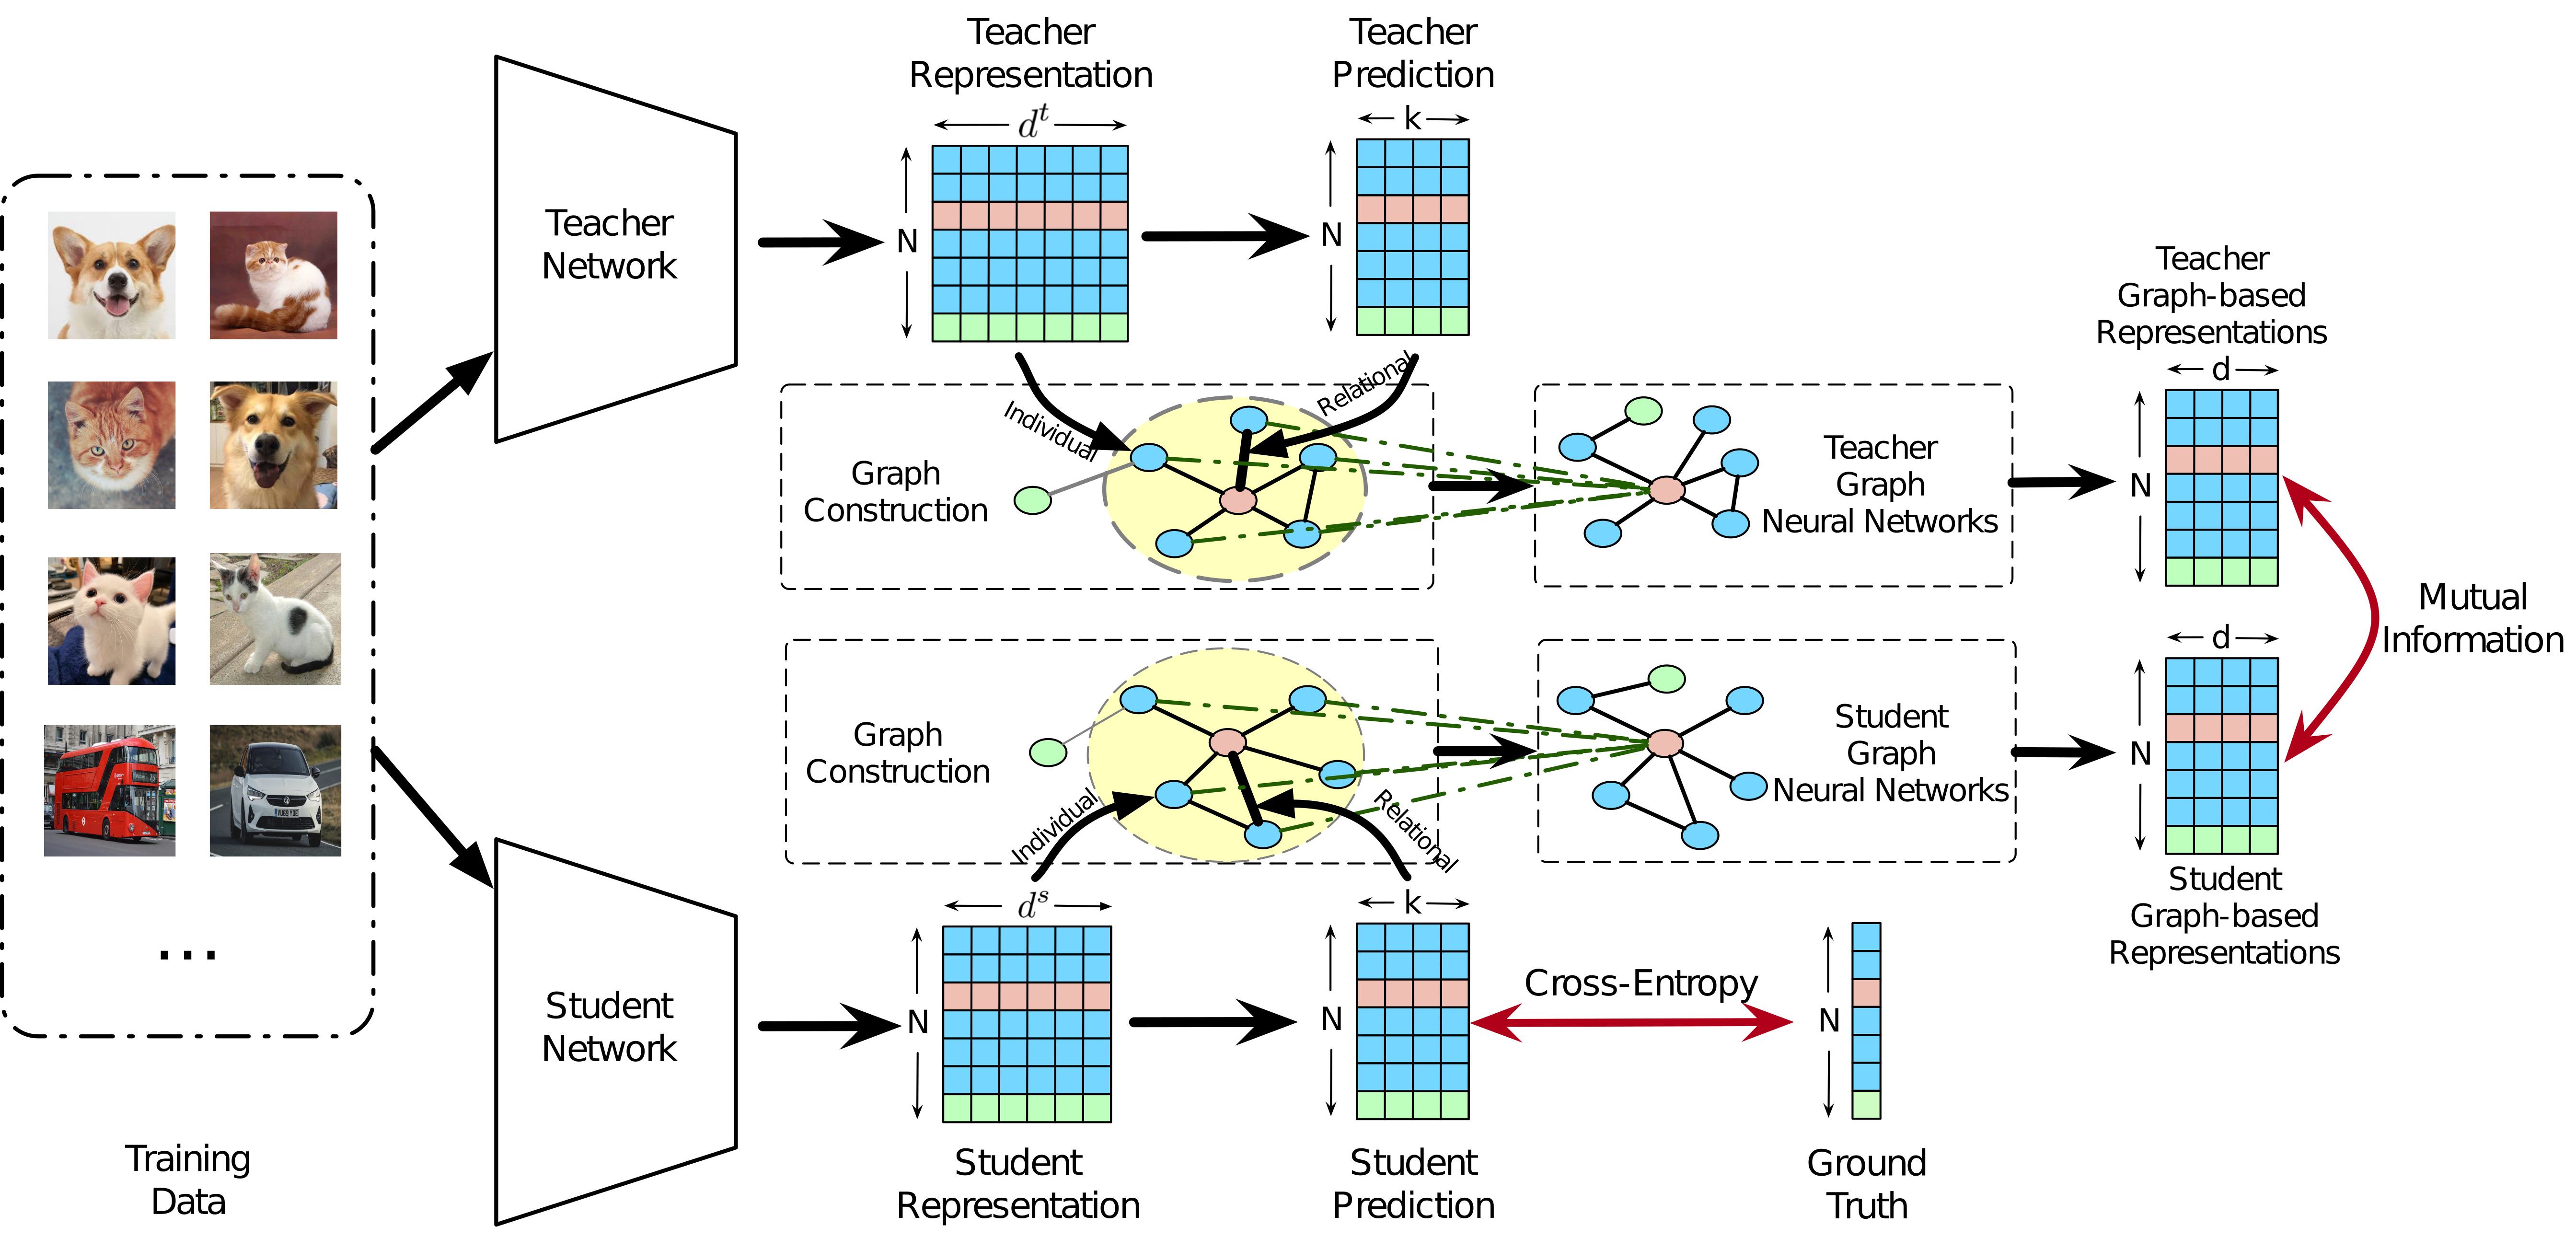 Teacher
Representation
d^t
N
Teacher
Prediction
k
N
Teacher
Network
Individual
Relational
Graph
Construction
Teacher
Graph
Neural Networks
Teacher
Graph-based
Representations
d
N
Mutual
Information
Graph
Construction
Individual
Relational
Student
Graph
Neural Networks
d
N
Student
Graph-based
Representations
Student
Network
d^s
N
Student
Representation
k
N
Student
Prediction
Cross-Entropy
N
Ground
Truth
...
Training
Data